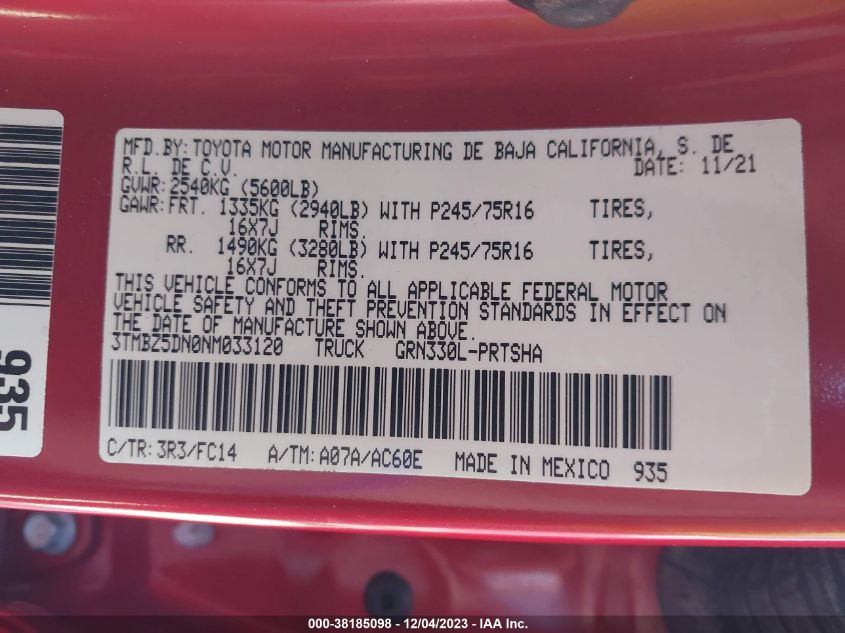 MFD.BY: TOYOTA MOTOR MANUFACTURING DE BAJA CALIFORNIA, S. DE
R.L. DE C.V. DATE: 11/21
GVWR: 2540KG (5600LB)
GAWR: FRT. 1335KG (2940LB) WITH P245/75R16 TIRES,
16X7J RIMS.
RR. 1490KG (3280LB) WITH P245/75R16 TIRES,
16X7J RIMS.
THIS VEHICLE CONFORMS TO ALL APPLICABLE FEDERAL MOTOR
VEHICLE SAFETY AND THEFT PREVENTION STANDARDS IN EFFECT ON
THE DATE OF MANUFACTURE SHOWN ABOVE.
3TMBZ5DN0NM033120 TRUCK GRN330L-PRTSHA
C/TR: 3R3/FC14 A/TM: A07A/AC60E MADE IN MEXICO 935
935
000-38185098 - 12/04/2023 - IAA Inc.